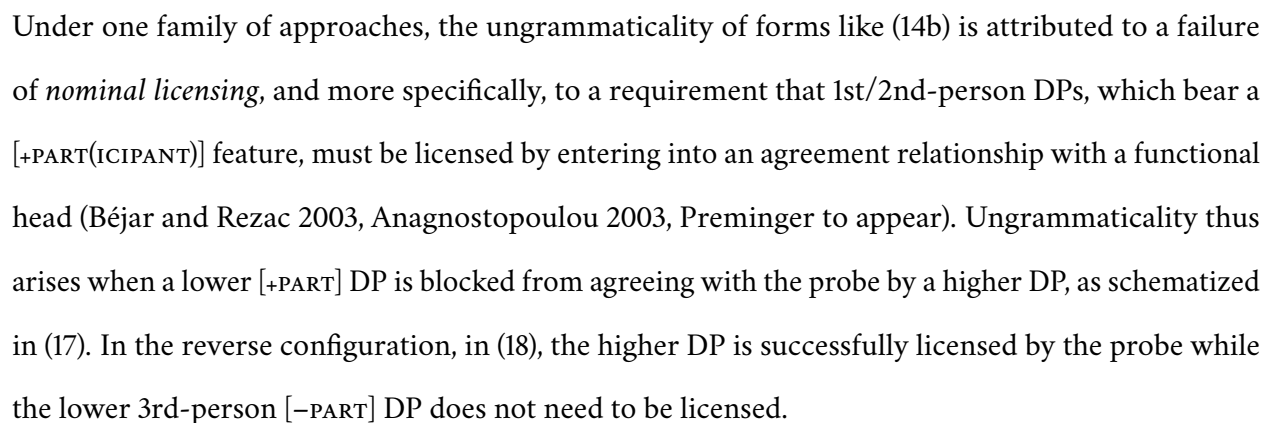 Under one family of approaches, the ungrammaticality of forms like (14b) is attributed to a failure
of nominal licensing, and more specifically, to a requirement that 1st/2nd-person DPs, which bear a
[+PART(ICIPANT)] feature, must be licensed by entering into an agreement relationship with a functional
head (Béjar and Rezac 2003, Anagnostopoulou 2003, Preminger to appear). Ungrammaticality thus
arises when a lower [+PART] DP is blocked from agreeing with the probe by a higher DP, as schematized
in (17). In the reverse configuration, in (18), the higher DP is successfully licensed by the probe while
the lower 3rd-person [−PART] DP does not need to be licensed.